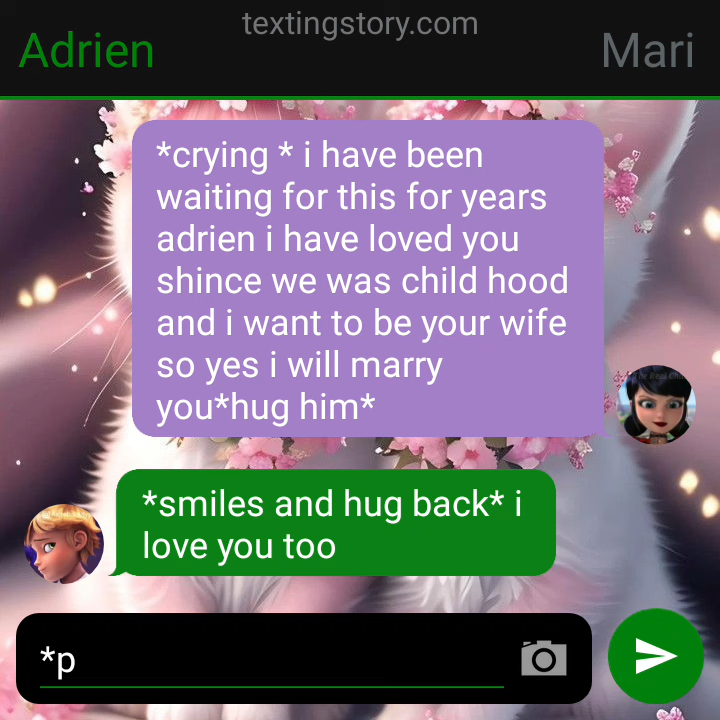 textingstory.com
Adrien
Mari
*crying * i have been
waiting for this for years
adrien i have loved you
shince we was child hood
and i want to be your wife
so yes i will marry
you*hug him*
*smiles and hug back* i
love you too
*p